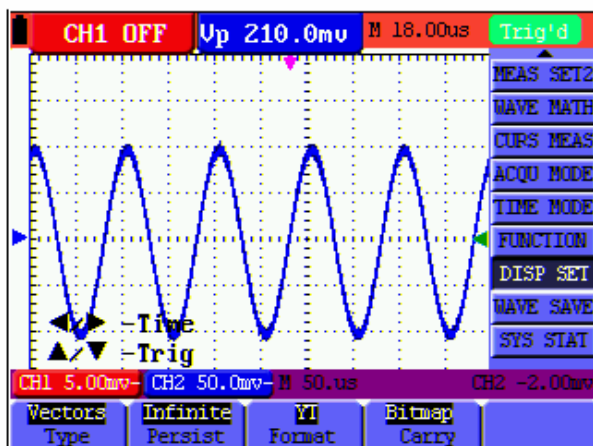 CH1 OFF Vp 210.0mv M 18.00us Trig'd
MEAS SET2
WAVE MATH
CURS MEAS
ACQU MODE
TIME MODE
FUNCTION
DISP SET
WAVE SAVE
SYS STAT
-Time
-Trig
CH1 5.00mv- CH2 50.0mv- M 50.us CH2 -2.00mv
Vectors Infinite YT Bitmap
Type Persist Format Carry